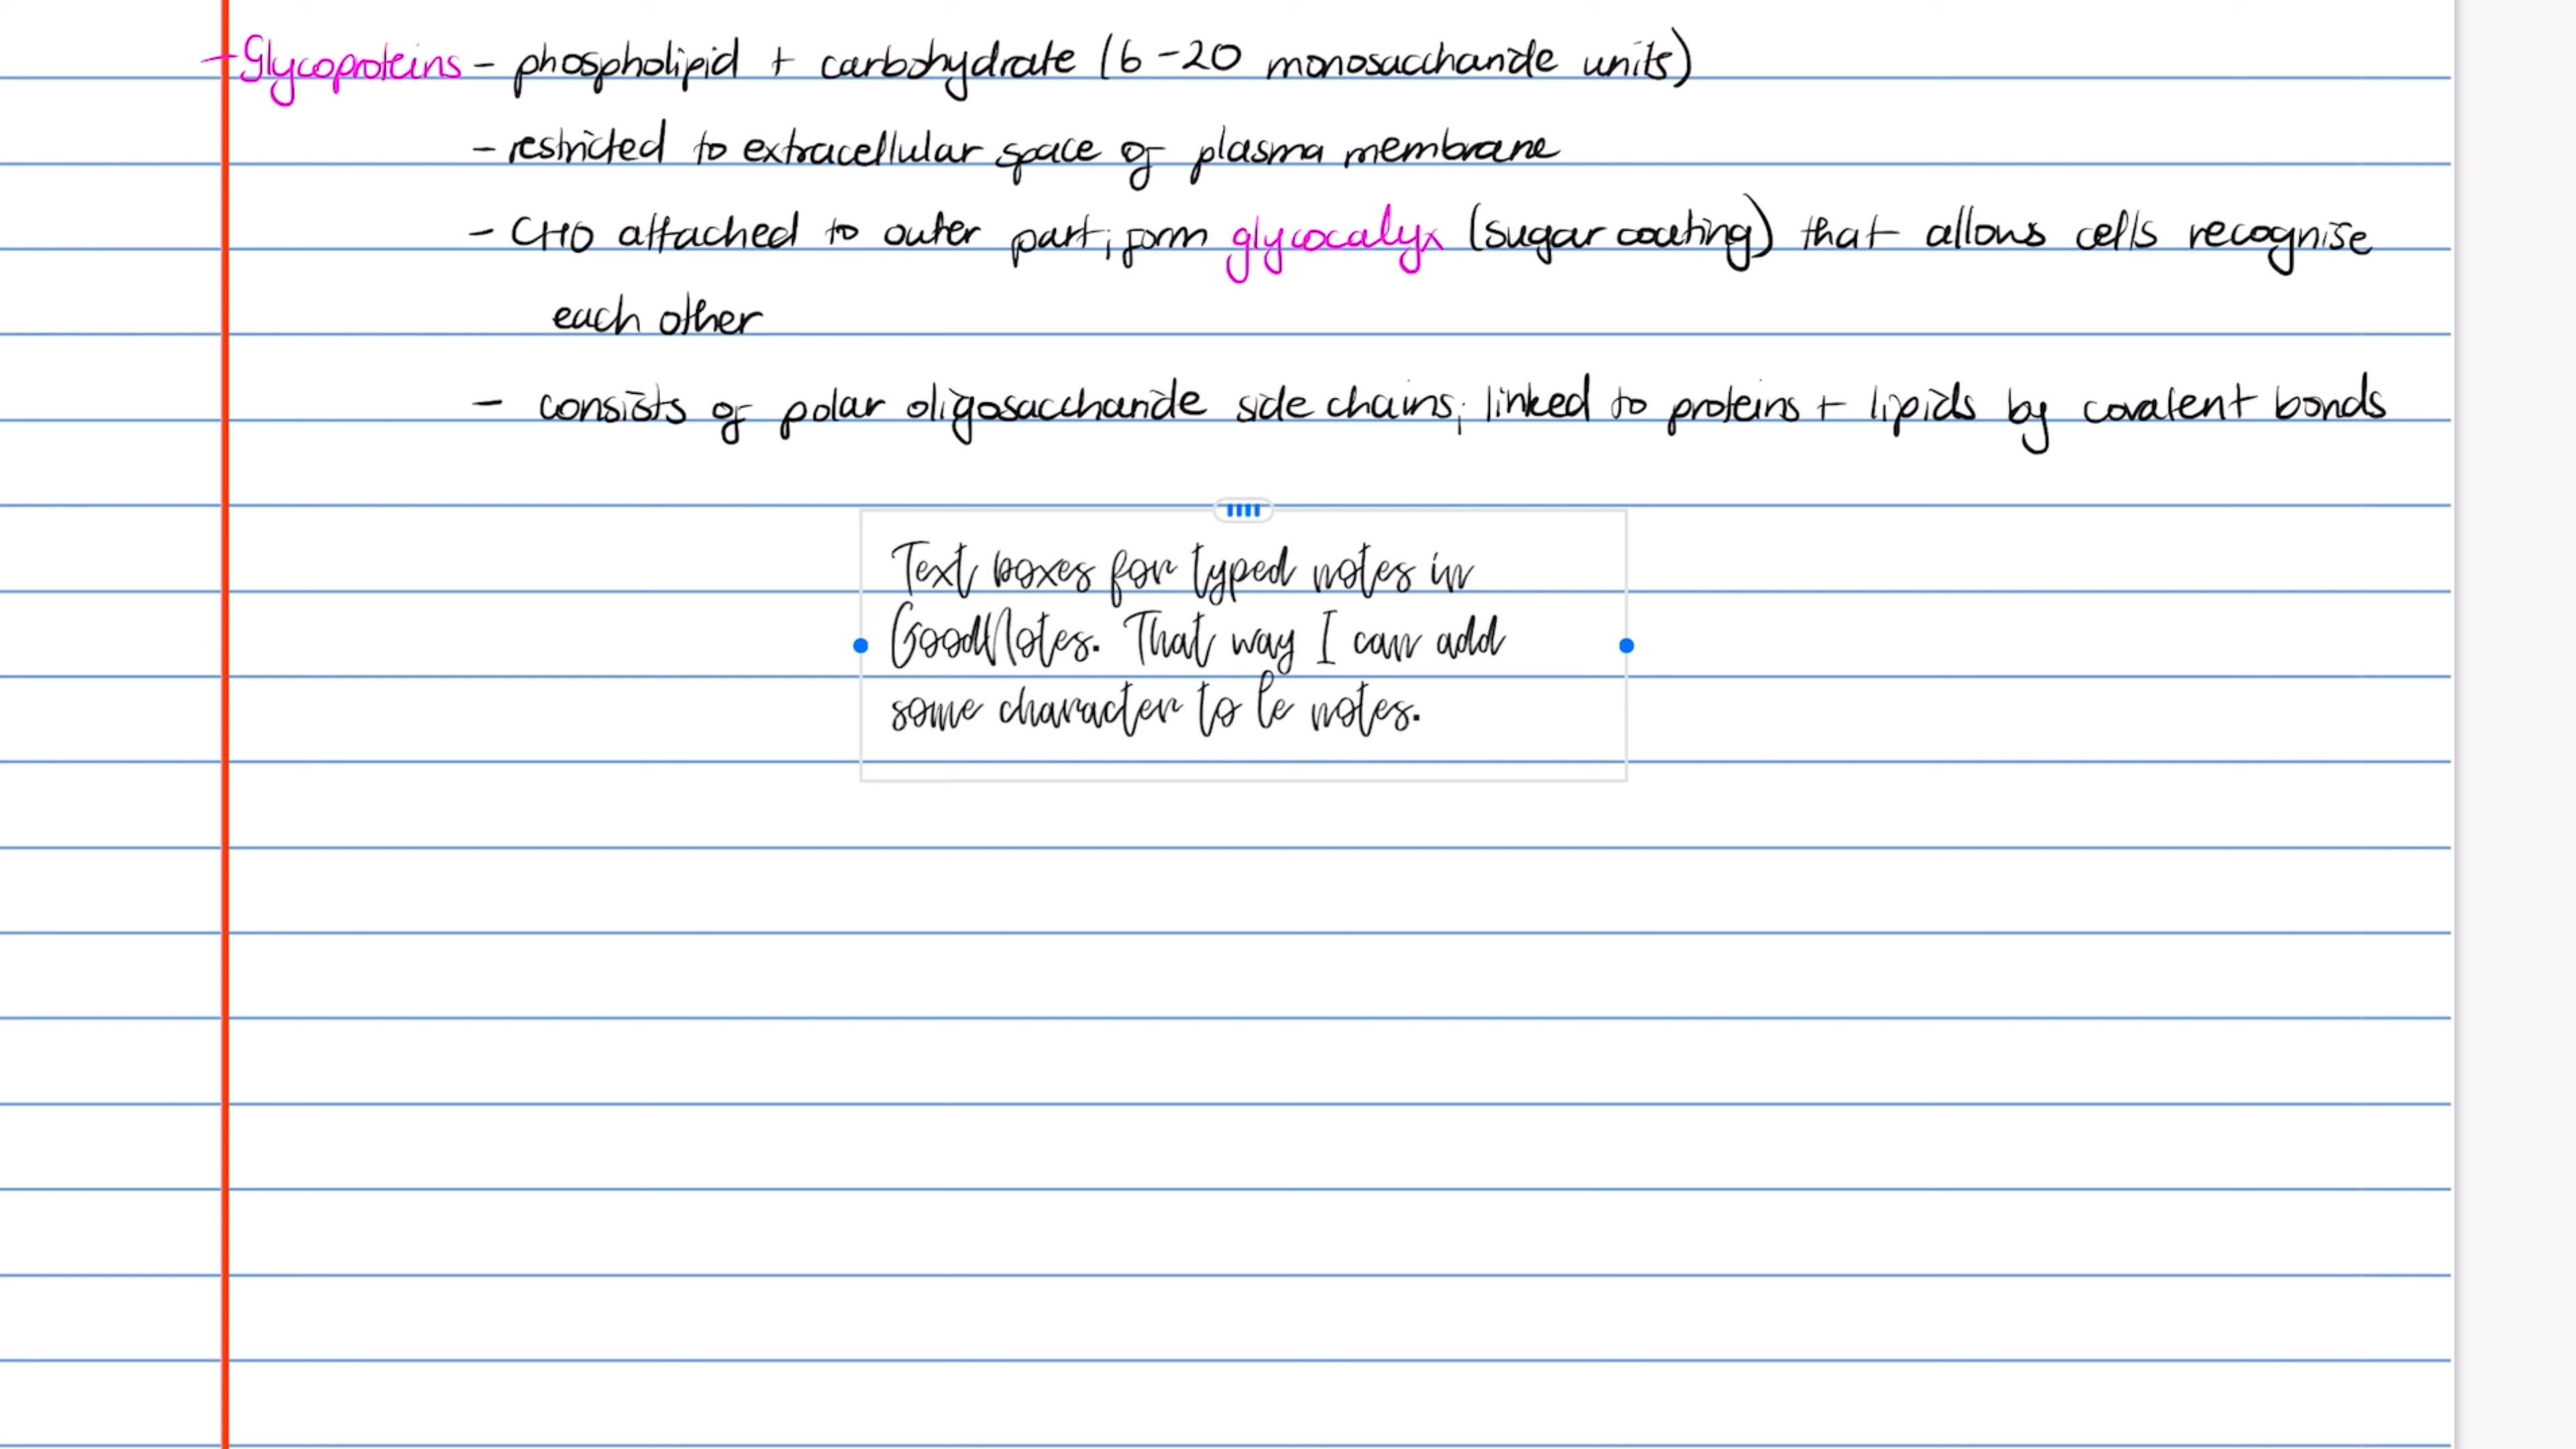 - Glycoproteins - phospholipid + carbohydrate (6-20 monosaccharide units)
- restricted to extracellular space of plasma membrane
- CHO attached to outer part; form glycocalyx (sugar coating) that allows cells recognise
each other
- consists of polar oligosaccharide side chains; linked to proteins + lipids by covalent bonds
Text boxes for typed notes in
GoodNotes. That way I can add
some character to le notes.